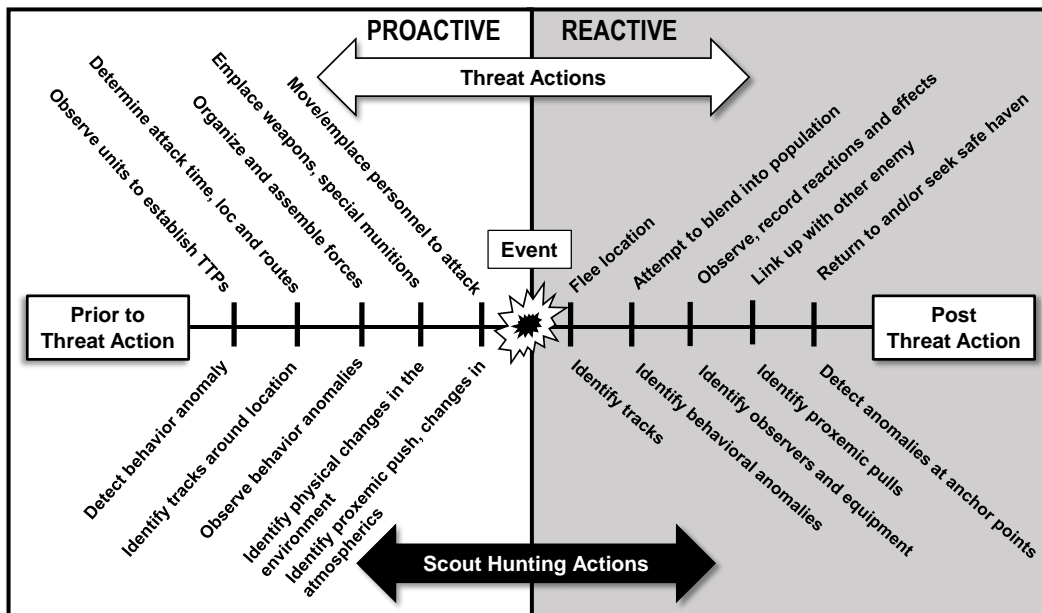 PROACTIVE
REACTIVE
Threat Actions
Observe units to establish TTPs
Determine attack time, loc and routes
Organize and assemble forces
Emplace weapons, special munitions
Move/emplace personnel to attack
Event
Flee location
Attempt to blend into population
Observe, record reactions and effects
Link up with other enemy
Return to and/or seek safe haven
Prior to
Threat Action
Post
Threat Action
Detect behavior anomaly
Identify tracks around location
Observe behavior anomalies
Identify physical changes in the
environment
Identify proxemic push, changes in
atmospherics
Identify tracks
Identify behavioral anomalies
Identify observers and equipment
Identify proxemic pulls
Detect anomalies at anchor points
Scout Hunting Actions